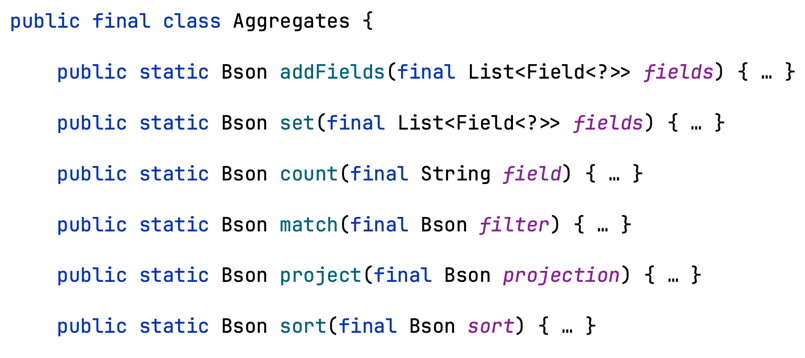 public final class Aggregates {
public static Bson addFields(final List<Field<?>> fields) { … }
public static Bson set(final List<Field<?>> fields) { … }
public static Bson count(final String field) { … }
public static Bson match(final Bson filter) { … }
public static Bson project(final Bson projection) { … }
public static Bson sort(final Bson sort) { … }